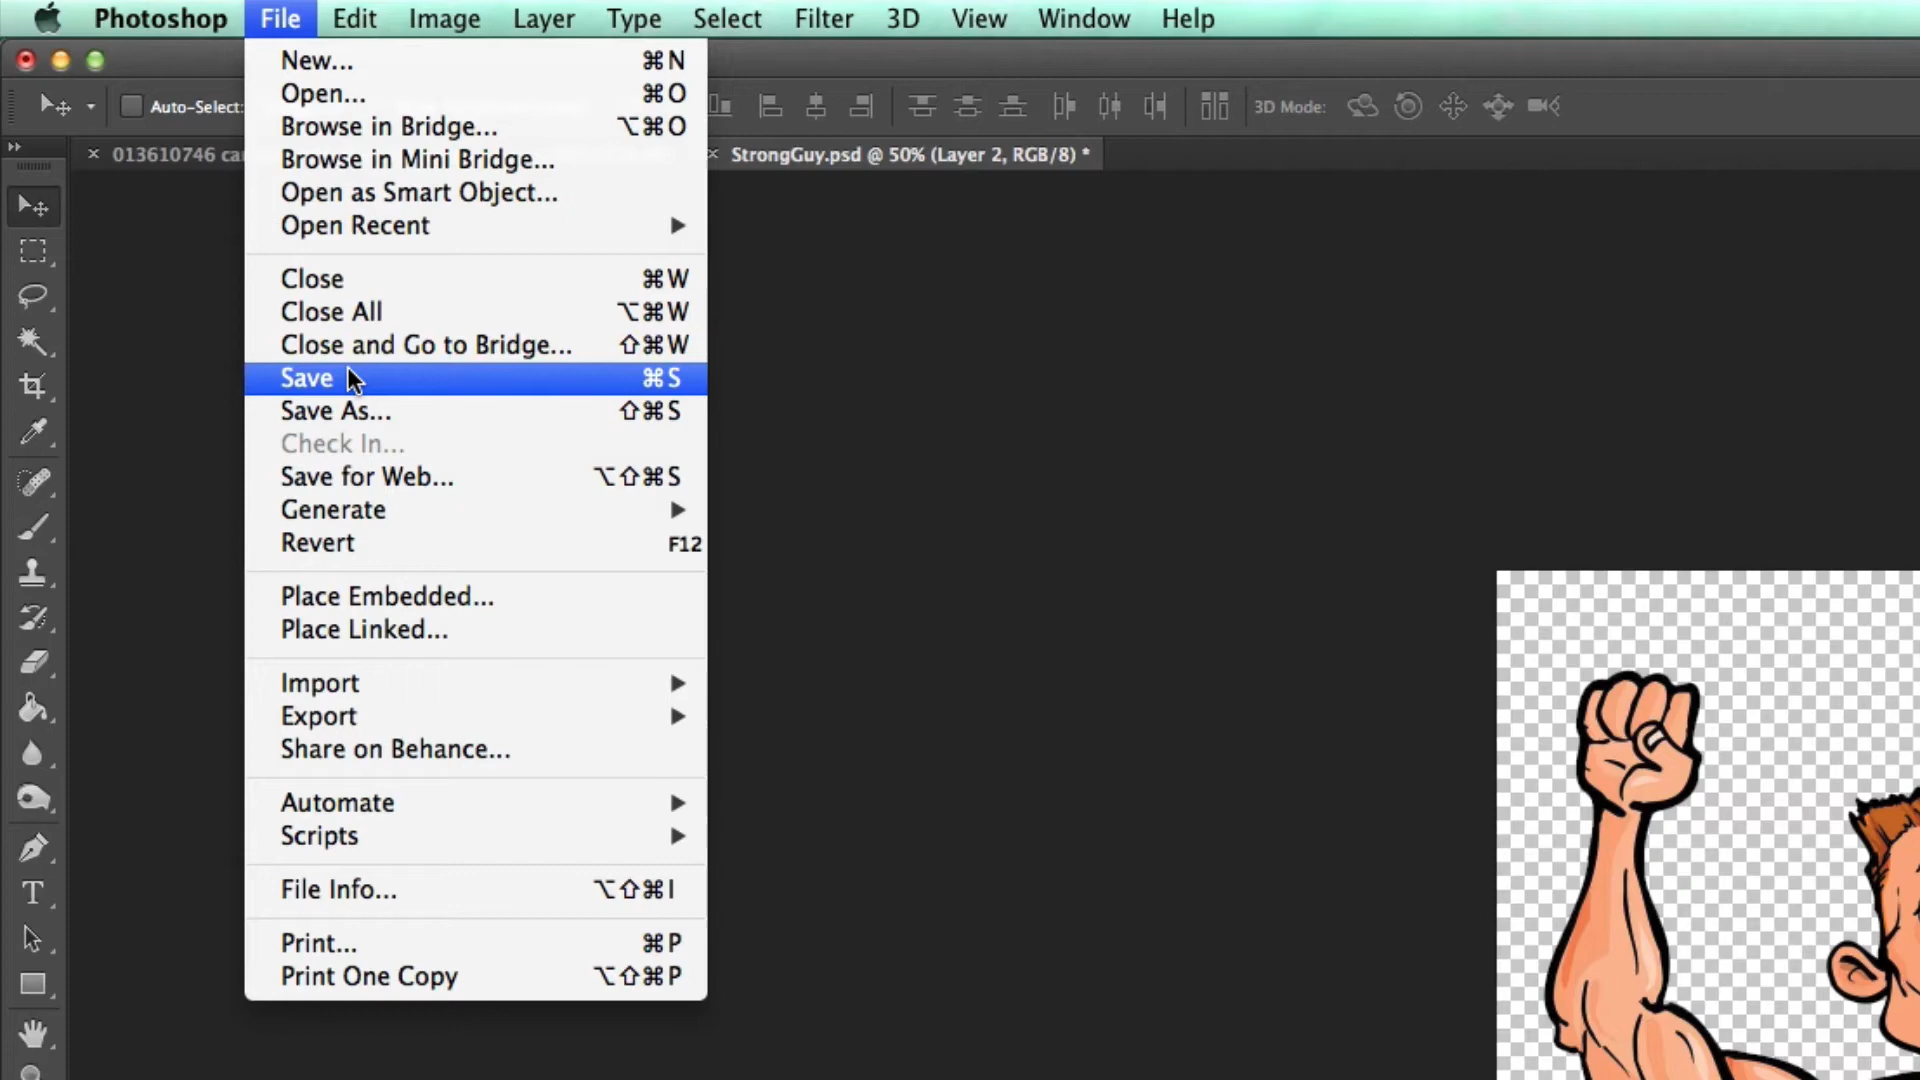 Photoshop File Edit Image Layer Type Select Filter 3D View Window Help
Auto-Select: 3D Mode:
013610746 StrongGuy.psd @ 50% (Layer 2, RGB/8) *
New... ⌘N
Open... ⌘O
Browse in Bridge... ⌥⌘O
Browse in Mini Bridge...
Open as Smart Object...
Open Recent
Close ⌘W
Close All ⌥⌘W
Close and Go to Bridge... ⇧⌘W
Save ⌘S
Save As... ⇧⌘S
Check In...
Save for Web... ⌥⇧⌘S
Generate
Revert F12
Place Embedded...
Place Linked...
Import
Export
Share on Behance...
Automate
Scripts
File Info... ⌥⇧⌘I
Print... ⌘P
Print One Copy ⌥⇧⌘P